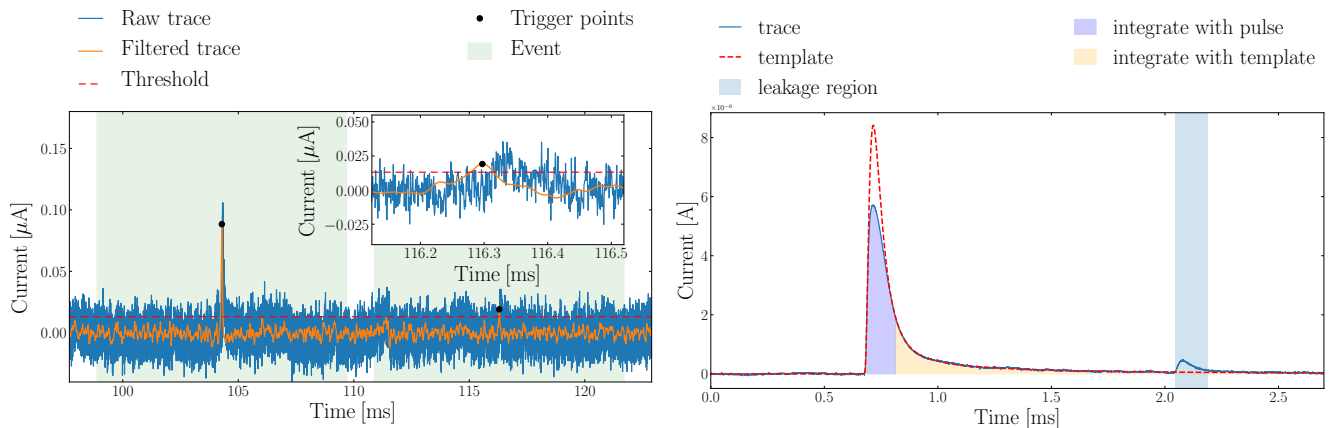 Raw trace
Filtered trace
Threshold
Trigger points
Event
Current [μA]
0.15
0.10
0.05
0.00
100
105
110
115
120
Time [ms]
Current [μA]
0.050
0.025
0.000
−0.025
116.2
116.3
116.4
116.5
Time [ms]
trace
template
leakage region
integrate with pulse
integrate with template
×10⁻⁶
Current [A]
8
6
4
2
0
0.0
0.5
1.0
1.5
2.0
2.5
Time [ms]